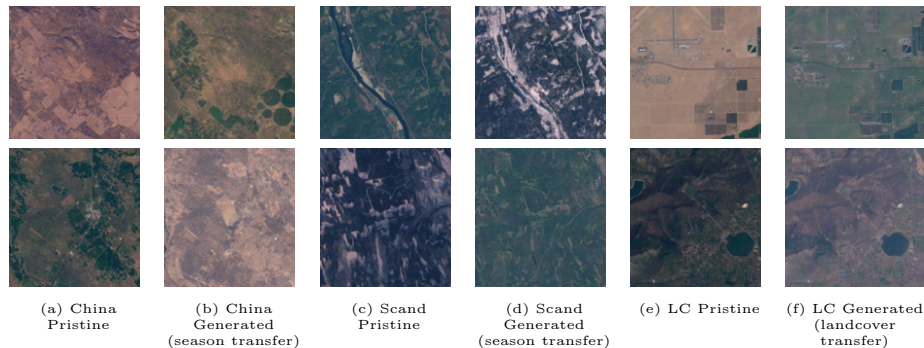 (a) China
Pristine
(b) China
Generated
(season transfer)
(c) Scand
Pristine
(d) Scand
Generated
(season transfer)
(e) LC Pristine
(f) LC Generated
(landcover
transfer)